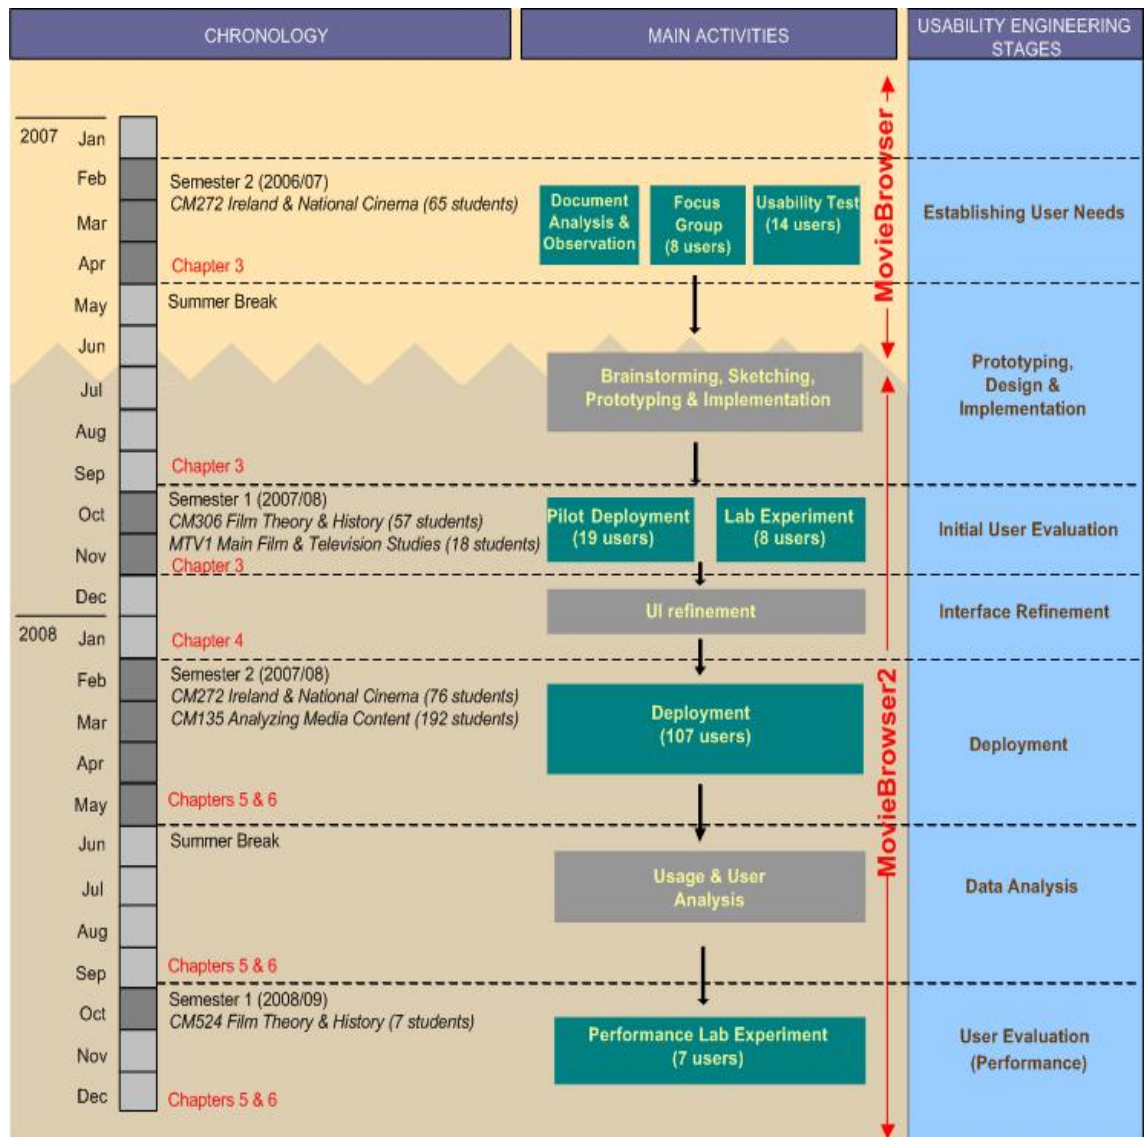 CHRONOLOGY
MAIN ACTIVITIES
USABILITY ENGINEERING
STAGES
2007
Jan
Feb
Mar
Apr
May
Jun
Jul
Aug
Sep
Oct
Nov
Dec
2008
Jan
Feb
Mar
Apr
May
Jun
Jul
Aug
Sep
Oct
Nov
Dec
Semester 2 (2006/07)
CM272 Ireland & National Cinema (65 students)
Chapter 3
Summer Break
Chapter 3
Semester 1 (2007/08)
CM306 Film Theory & History (57 students)
MTV1 Main Film & Television Studies (18 students)
Chapter 3
Chapter 4
Semester 2 (2007/08)
CM272 Ireland & National Cinema (76 students)
CM135 Analyzing Media Content (192 students)
Chapters 5 & 6
Summer Break
Chapters 5 & 6
Semester 1 (2008/09)
CM524 Film Theory & History (7 students)
Chapters 5 & 6
Document
Analysis &
Observation
Focus
Group
(8 users)
Usability Test
(14 users)
Brainstorming, Sketching,
Prototyping & Implementation
Pilot Deployment
(19 users)
Lab Experiment
(8 users)
UI refinement
Deployment
(107 users)
Usage & User
Analysis
Performance Lab Experiment
(7 users)
MovieBrowser
MovieBrowser2
Establishing User Needs
Prototyping,
Design &
Implementation
Initial User Evaluation
Interface Refinement
Deployment
Data Analysis
User Evaluation
(Performance)